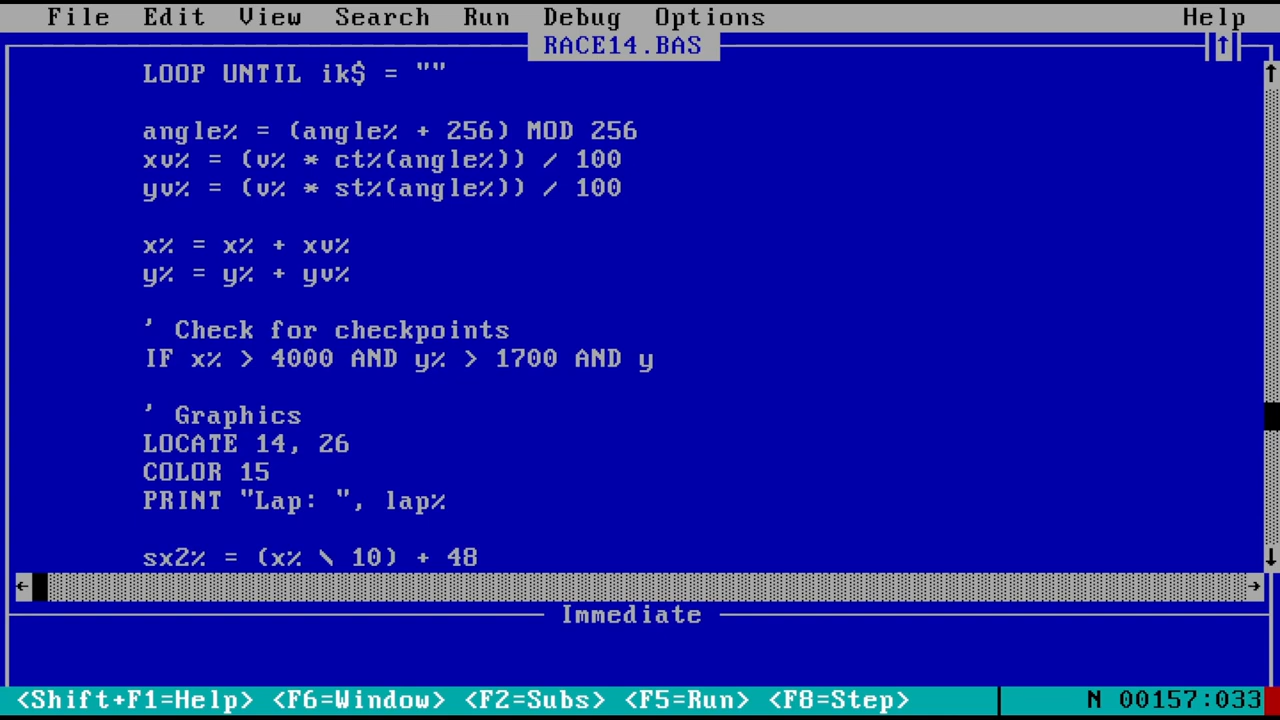 File Edit View Search Run Debug Options Help
RACE14.BAS
LOOP UNTIL ik$ = ""
angle% = (angle% + 256) MOD 256
xv% = (v% * ct%(angle%)) / 100
yv% = (v% * st%(angle%)) / 100
x% = x% + xv%
y% = y% + yv%
' Check for checkpoints
IF x% > 4000 AND y% > 1700 AND y
' Graphics
LOCATE 14, 26
COLOR 15
PRINT "Lap: ", lap%
sx2% = (x% \ 10) + 48
Immediate
<Shift+F1=Help> <F6=Window> <F2=Subs> <F5=Run> <F8=Step> N 00157:033